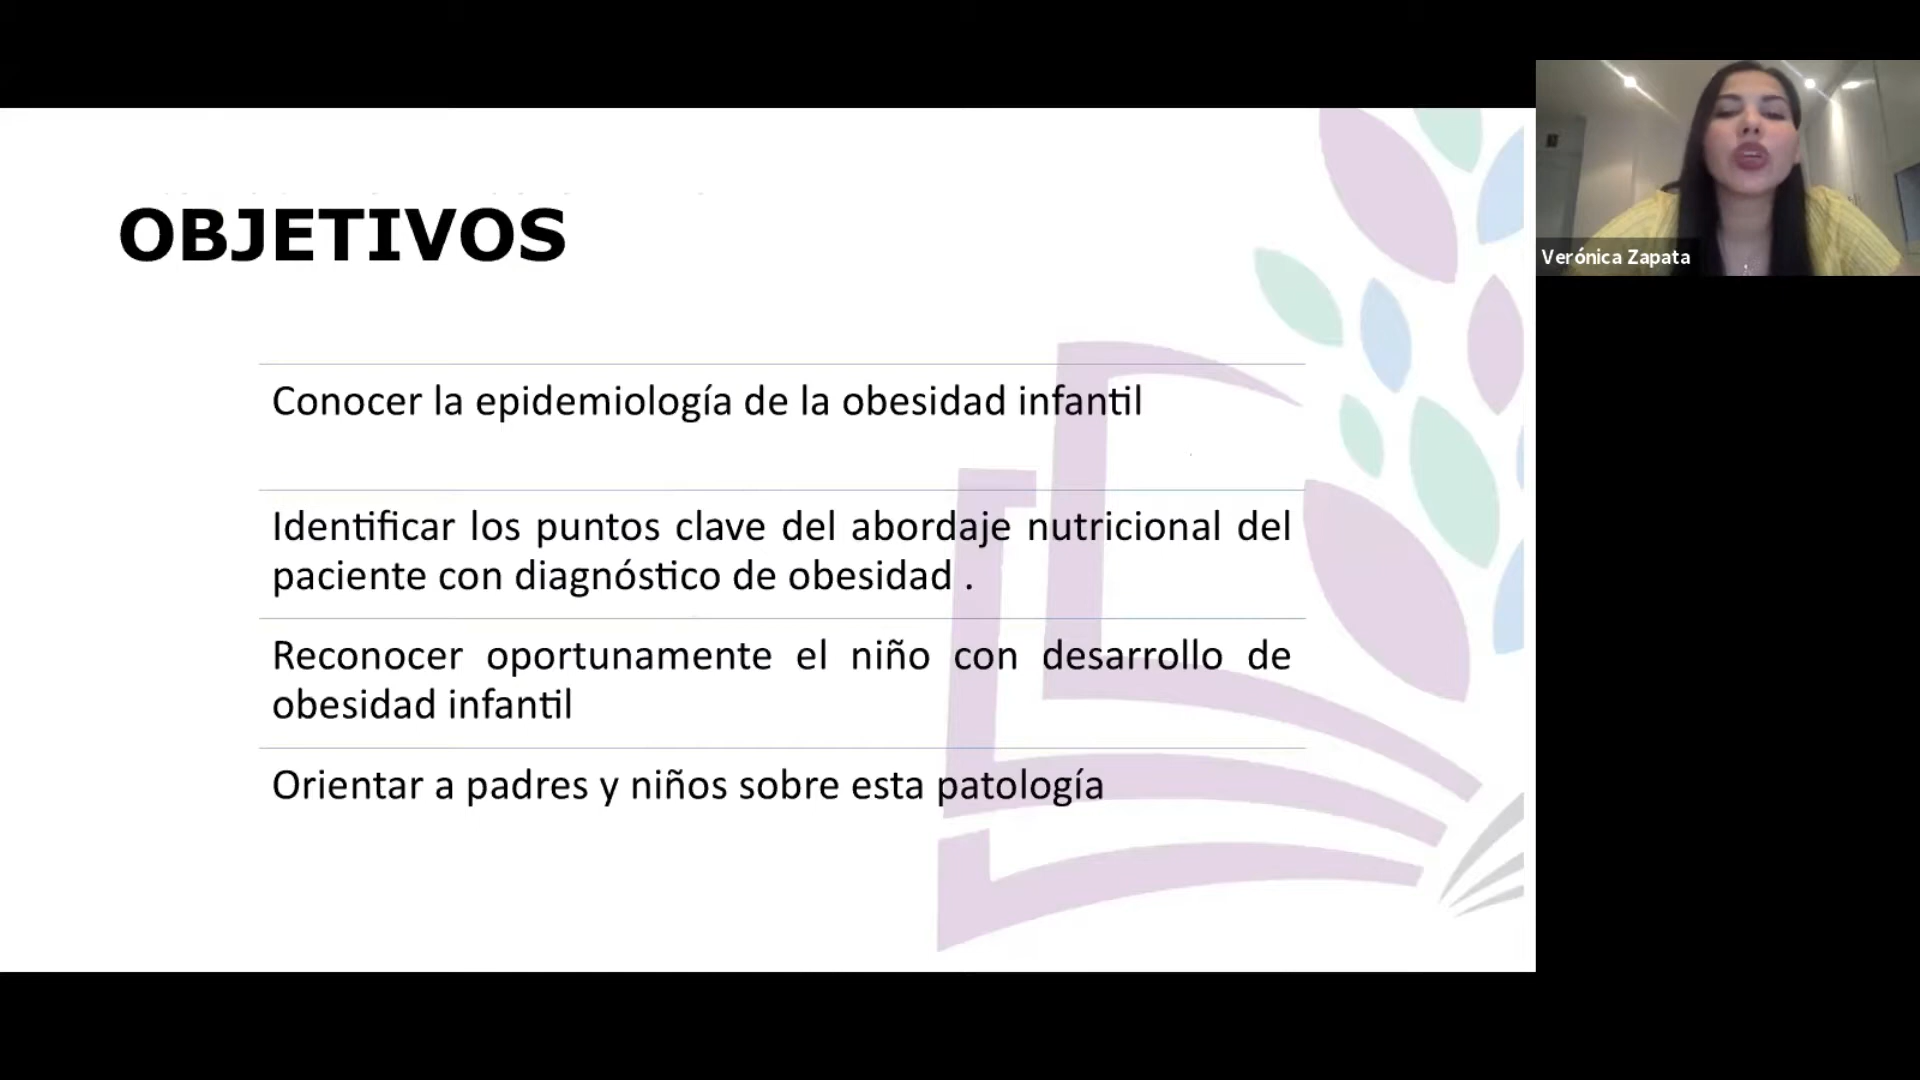 OBJETIVOS
Conocer la epidemiología de la obesidad infantil
Identificar los puntos clave del abordaje nutricional del
paciente con diagnóstico de obesidad .
Reconocer oportunamente el niño con desarrollo de
obesidad infantil
Orientar a padres y niños sobre esta patología
Verónica Zapata